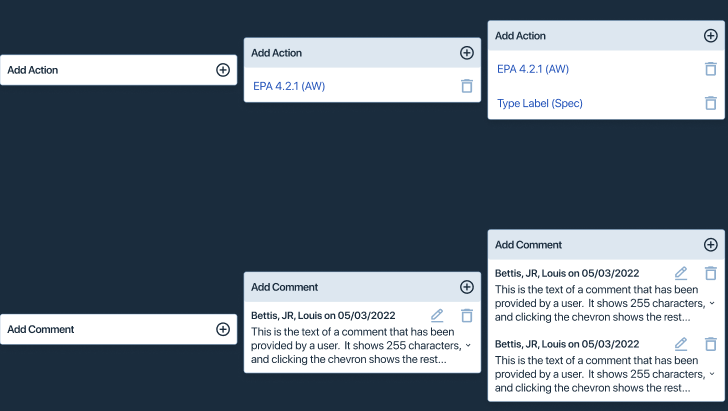 Add Action
Add Action
EPA 4.2.1 (AW)
Add Action
EPA 4.2.1 (AW)
Type Label (Spec)
Add Comment
Add Comment
Bettis, JR, Louis on 05/03/2022
This is the text of a comment that has been
provided by a user. It shows 255 characters,
and clicking the chevron shows the rest...
Add Comment
Bettis, JR, Louis on 05/03/2022
This is the text of a comment that has been
provided by a user. It shows 255 characters,
and clicking the chevron shows the rest...
Bettis, JR, Louis on 05/03/2022
This is the text of a comment that has been
provided by a user. It shows 255 characters,
and clicking the chevron shows the rest...